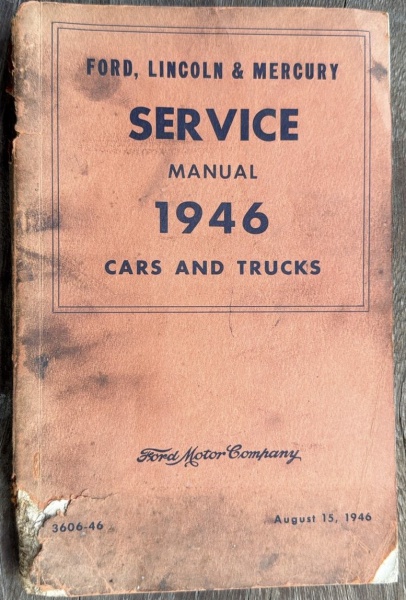 FORD, LINCOLN & MERCURY
SERVICE
MANUAL
1946
CARS AND TRUCKS
Ford Motor Company
3606-46
August 15, 1946